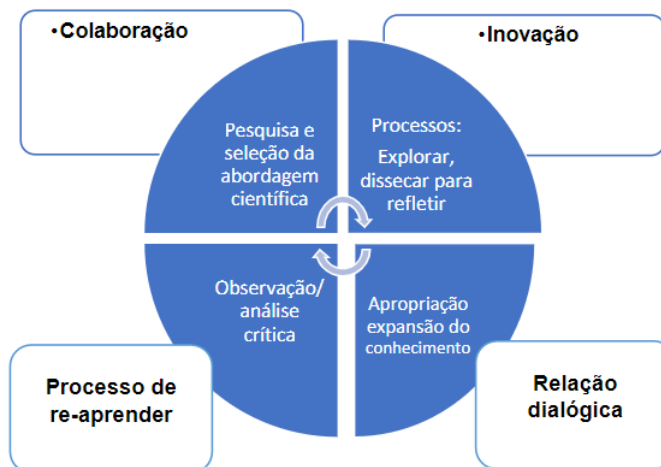 •Colaboração
•Inovação
Pesquisa e
seleção da
abordagem
científica
Processos:
Explorar,
dissecar para
refletir
Observação/
análise
crítica
Apropriação
expansão do
conhecimento
Processo de
re-aprender
Relação
dialógica